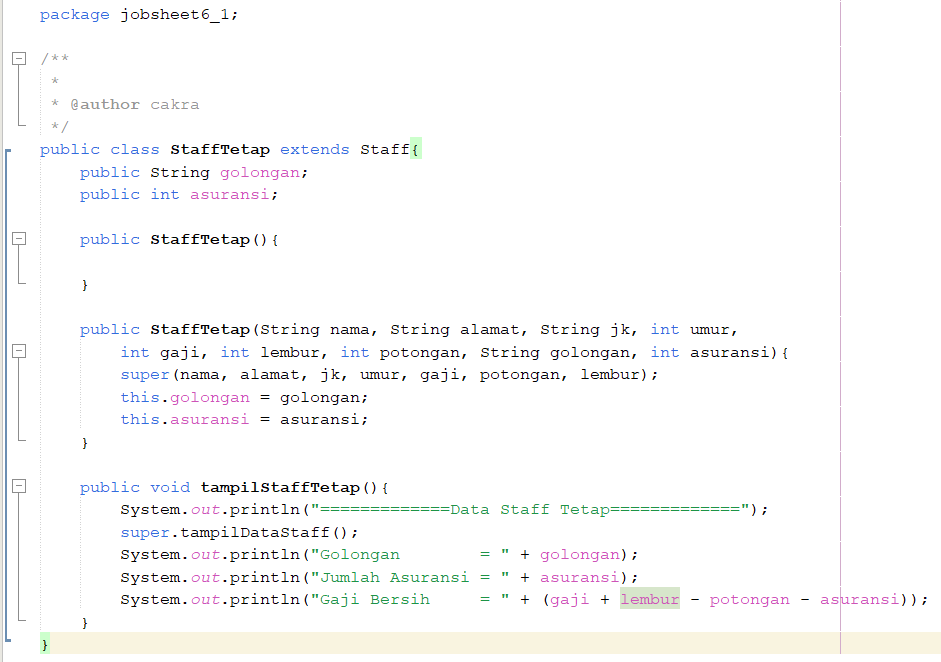 package jobsheet6_1;
/**
 *
 * @author cakra
 */
public class StaffTetap extends Staff{
    public String golongan;
    public int asuransi;
    public StaffTetap(){
    }
    public StaffTetap(String nama, String alamat, String jk, int umur,
        int gaji, int lembur, int potongan, String golongan, int asuransi){
        super(nama, alamat, jk, umur, gaji, potongan, lembur);
        this.golongan = golongan;
        this.asuransi = asuransi;
    }
    public void tampilStaffTetap(){
        System.out.println("=============Data Staff Tetap=============");
        super.tampilDataStaff();
        System.out.println("Golongan        = " + golongan);
        System.out.println("Jumlah Asuransi = " + asuransi);
        System.out.println("Gaji Bersih     = " + (gaji + lembur - potongan - asuransi));
    }
}